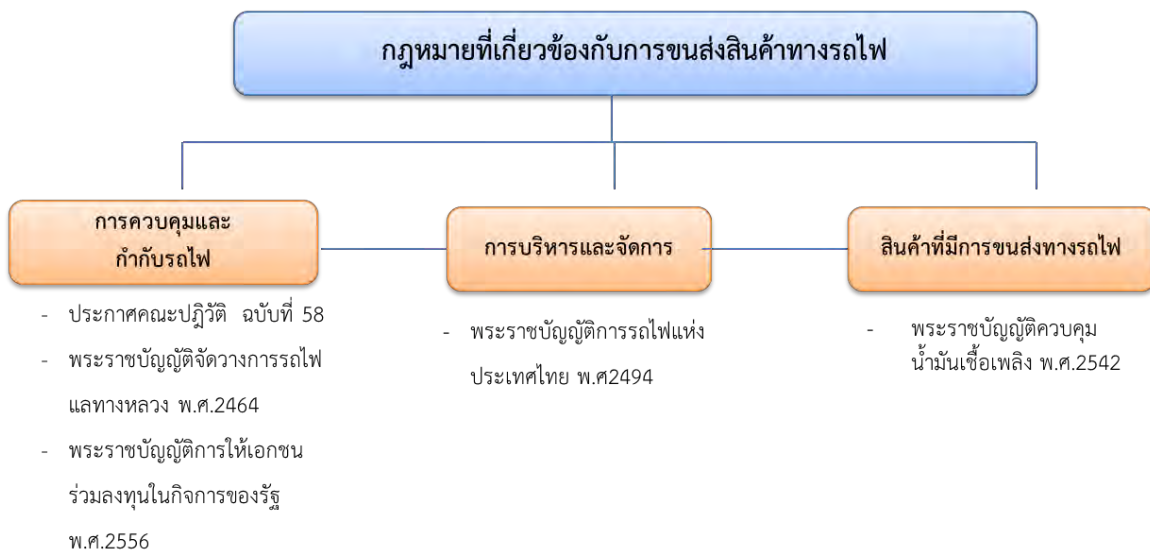 กฎหมายที่เกี่ยวข้องกับการขนส่งสินค้าทางรถไฟ
การควบคุมและ
กำกับรถไฟ
- ประกาศคณะปฎิวัติ ฉบับที่ 58
- พระราชบัญญัติจัดวางการรถไฟ
แลทางหลวง พ.ศ.2464
- พระราชบัญญัติการให้เอกชน
ร่วมลงทุนในกิจการของรัฐ
พ.ศ.2556
การบริหารและจัดการ
- พระราชบัญญัติการรถไฟแห่ง
ประเทศไทย พ.ศ2494
สินค้าที่มีการขนส่งทางรถไฟ
- พระราชบัญญัติควบคุม
น้ำมันเชื้อเพลิง พ.ศ.2542